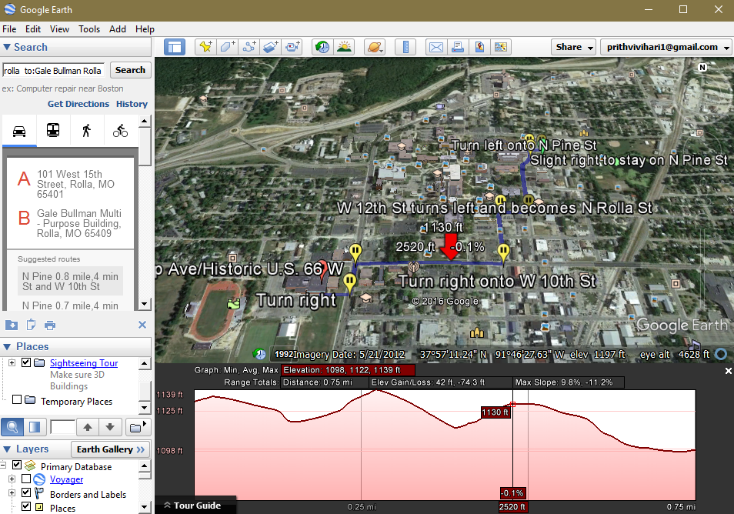 Google Earth
File Edit View Tools Add Help
Search
rolla to:Gale Bullman Rolla Search
ex: Computer repair near Boston
Get Directions History
A 101 West 15th
Street, Rolla, MO
65401
B Gale Bullman Multi
- Purpose Building,
Rolla, MO 65409
Suggested routes
N Pine 0.8 mile,4 min
St and W 10th St
N Pine 0.7 mile,4 min
Places
Sightseeing Tour
Make sure 3D
Buildings
Temporary Places
Earth Gallery >>
Layers
Primary Database
Voyager
Borders and Labels
Places
Share prithvivihari1@gmail.com
N
Turn left onto N Pine St
Slight right to stay on N Pine St
W 12th St turns left and becomes N Rolla St
1130 ft
2520 ft -0.1%
p Ave/Historic U.S. 66 W
Turn right onto W 10th St
Turn right
© 2016 Google
Google Earth
1992 Imagery Date: 5/21/2012 37°57'11.24" N 91°46'27.63" W elev 1197 ft eye alt 4628 ft
Graph: Min, Avg, Max Elevation: 1098, 1122, 1139 ft
Range Totals: Distance: 0.75 mi Elev Gain/Loss: 42 ft, -74.3 ft Max Slope: 9.8% -11.2%
1139 ft
1125 ft
1130 ft
1098 ft
-0.1%
Tour Guide
0.25 mi
2520 ft
0.75 mi